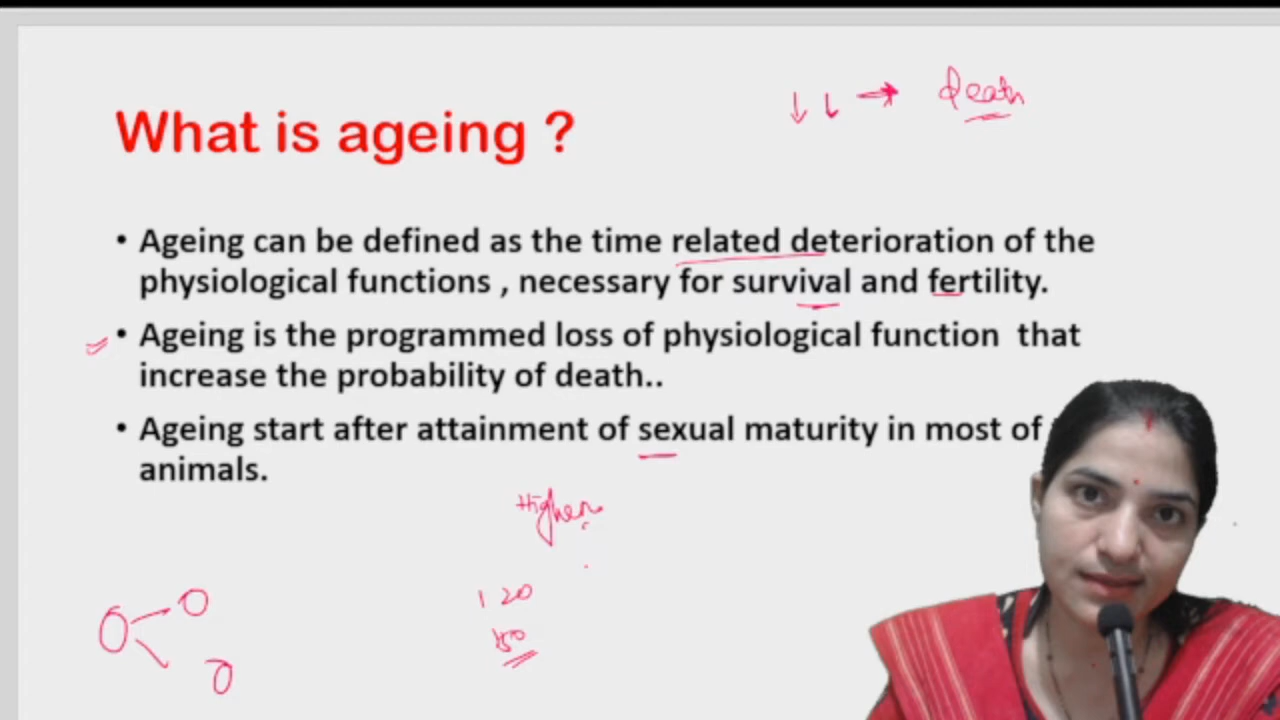 ↓↓ → Death
What is ageing ?
• Ageing can be defined as the time related deterioration of the
physiological functions , necessary for survival and fertility.
• Ageing is the programmed loss of physiological function that
increase the probability of death..
• Ageing start after attainment of sexual maturity in most of
animals.
Higher
120